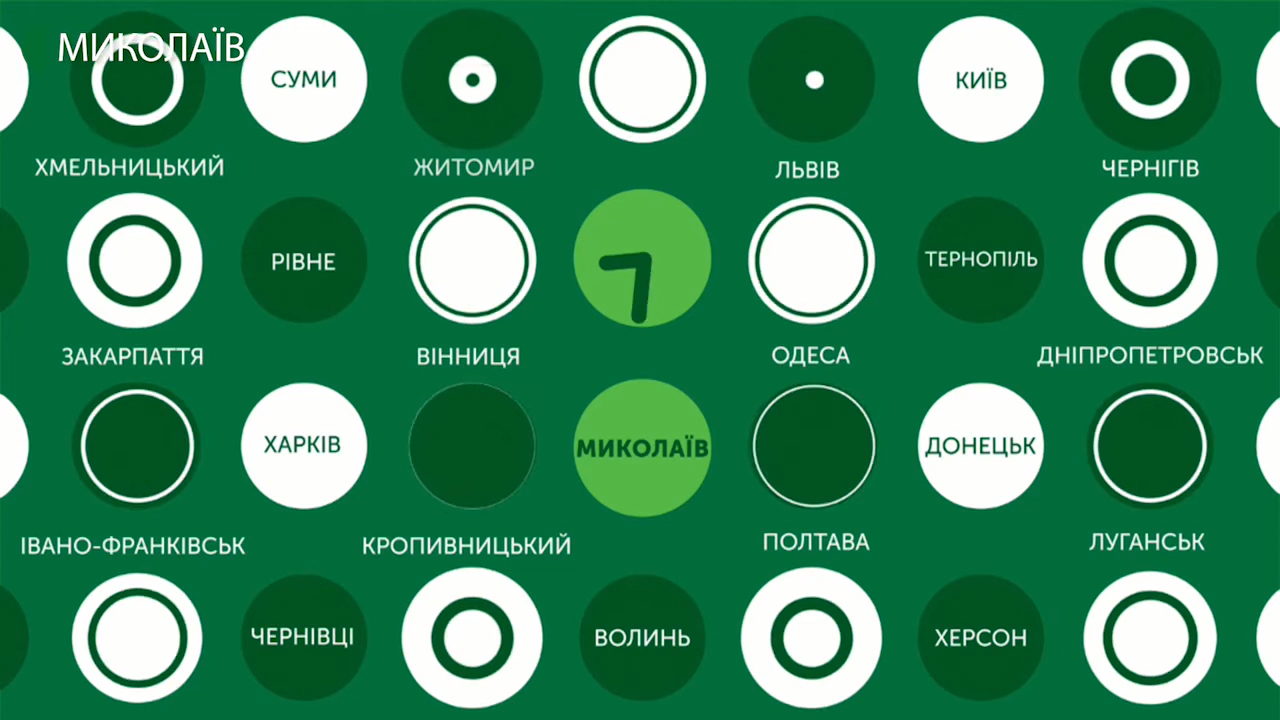 МИКОЛАЇВ
СУМИ
КИЇВ
ХМЕЛЬНИЦЬКИЙ
ЖИТОМИР
ЛЬВІВ
ЧЕРНІГІВ
РІВНЕ
ТЕРНОПІЛЬ
ЗАКАРПАТТЯ
ВІННИЦЯ
ОДЕСА
ДНІПРОПЕТРОВСЬК
ХАРКІВ
МИКОЛАЇВ
ДОНЕЦЬК
ІВАНО-ФРАНКІВСЬК
КРОПИВНИЦЬКИЙ
ПОЛТАВА
ЛУГАНСЬК
ЧЕРНІВЦІ
ВОЛИНЬ
ХЕРСОН